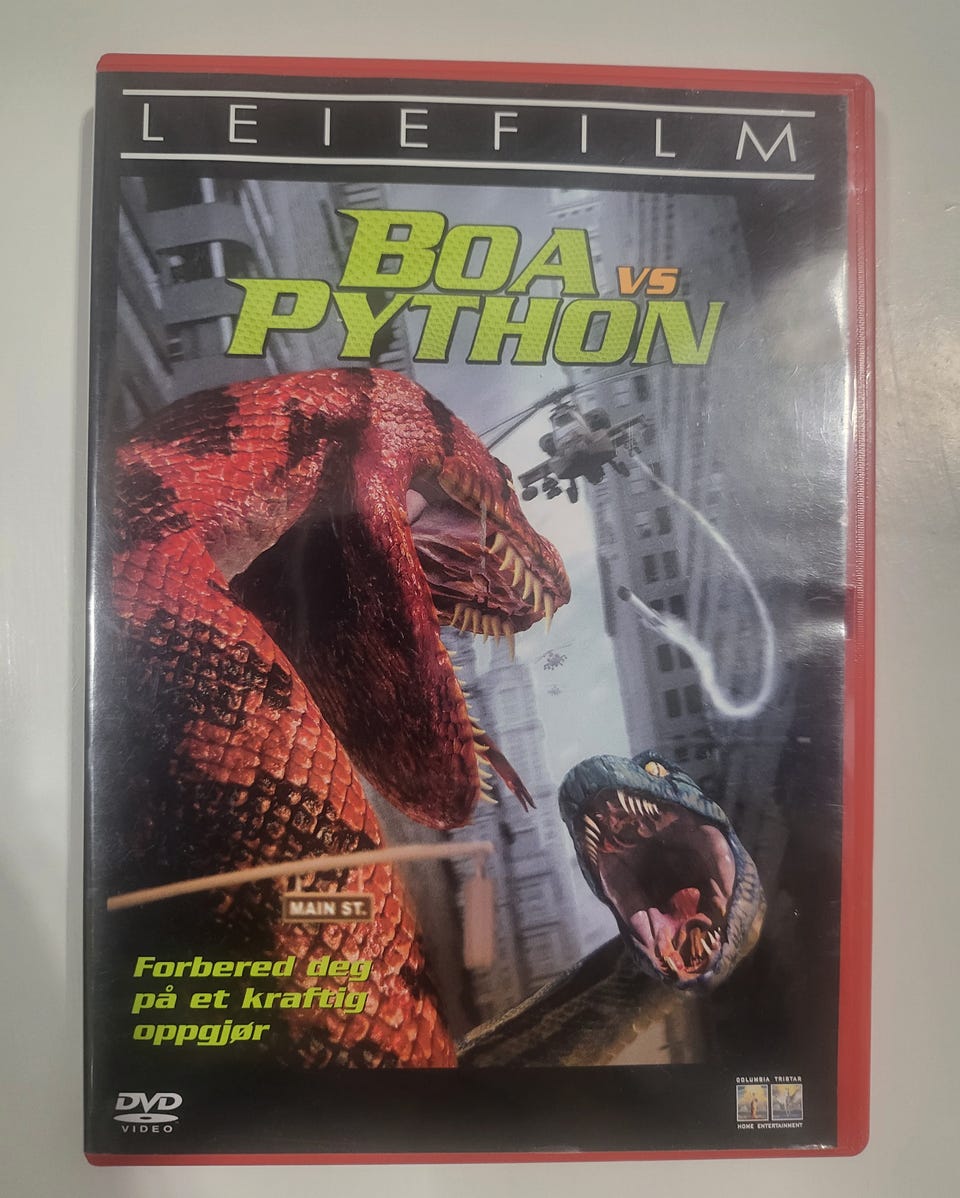 LEIEFILM
BOA VS
PYTHON
MAIN ST.
Forbered deg
på et kraftig
oppgjør
DVD
VIDEO
COLUMBIA TRISTAR
HOME ENTERTAINMENT